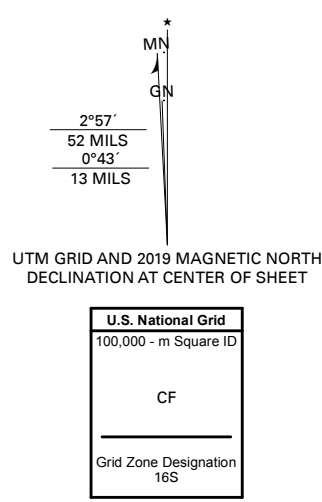 ★
MN
GN
2°57´
52 MILS
0°43´
13 MILS
UTM GRID AND 2019 MAGNETIC NORTH
DECLINATION AT CENTER OF SHEET
U.S. National Grid
100,000 - m Square ID
CF
Grid Zone Designation
16S